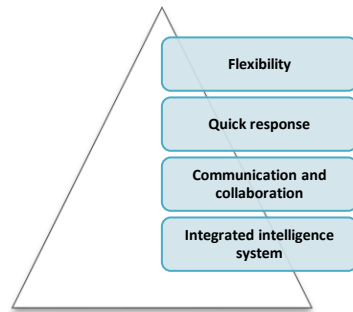 Flexibility
Quick response
Communication and
collaboration
Integrated intelligence
system